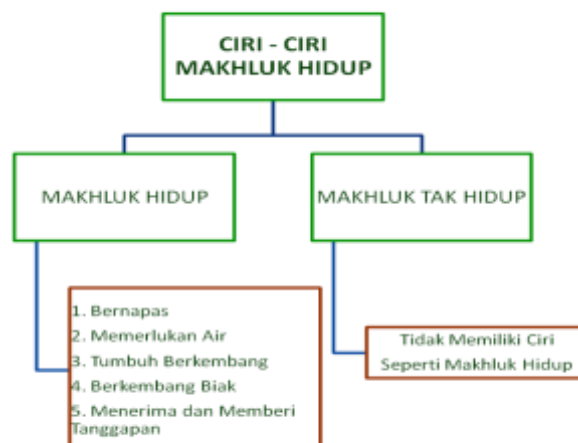 CIRI - CIRI
MAKHLUK HIDUP
MAKHLUK HIDUP
MAKHLUK TAK HIDUP
1. Bernapas
2. Memerlukan Air
3. Tumbuh Berkembang
4. Berkembang Biak
5. Menerima dan Memberi
Tanggapan
Tidak Memiliki Ciri
Seperti Makhluk Hidup